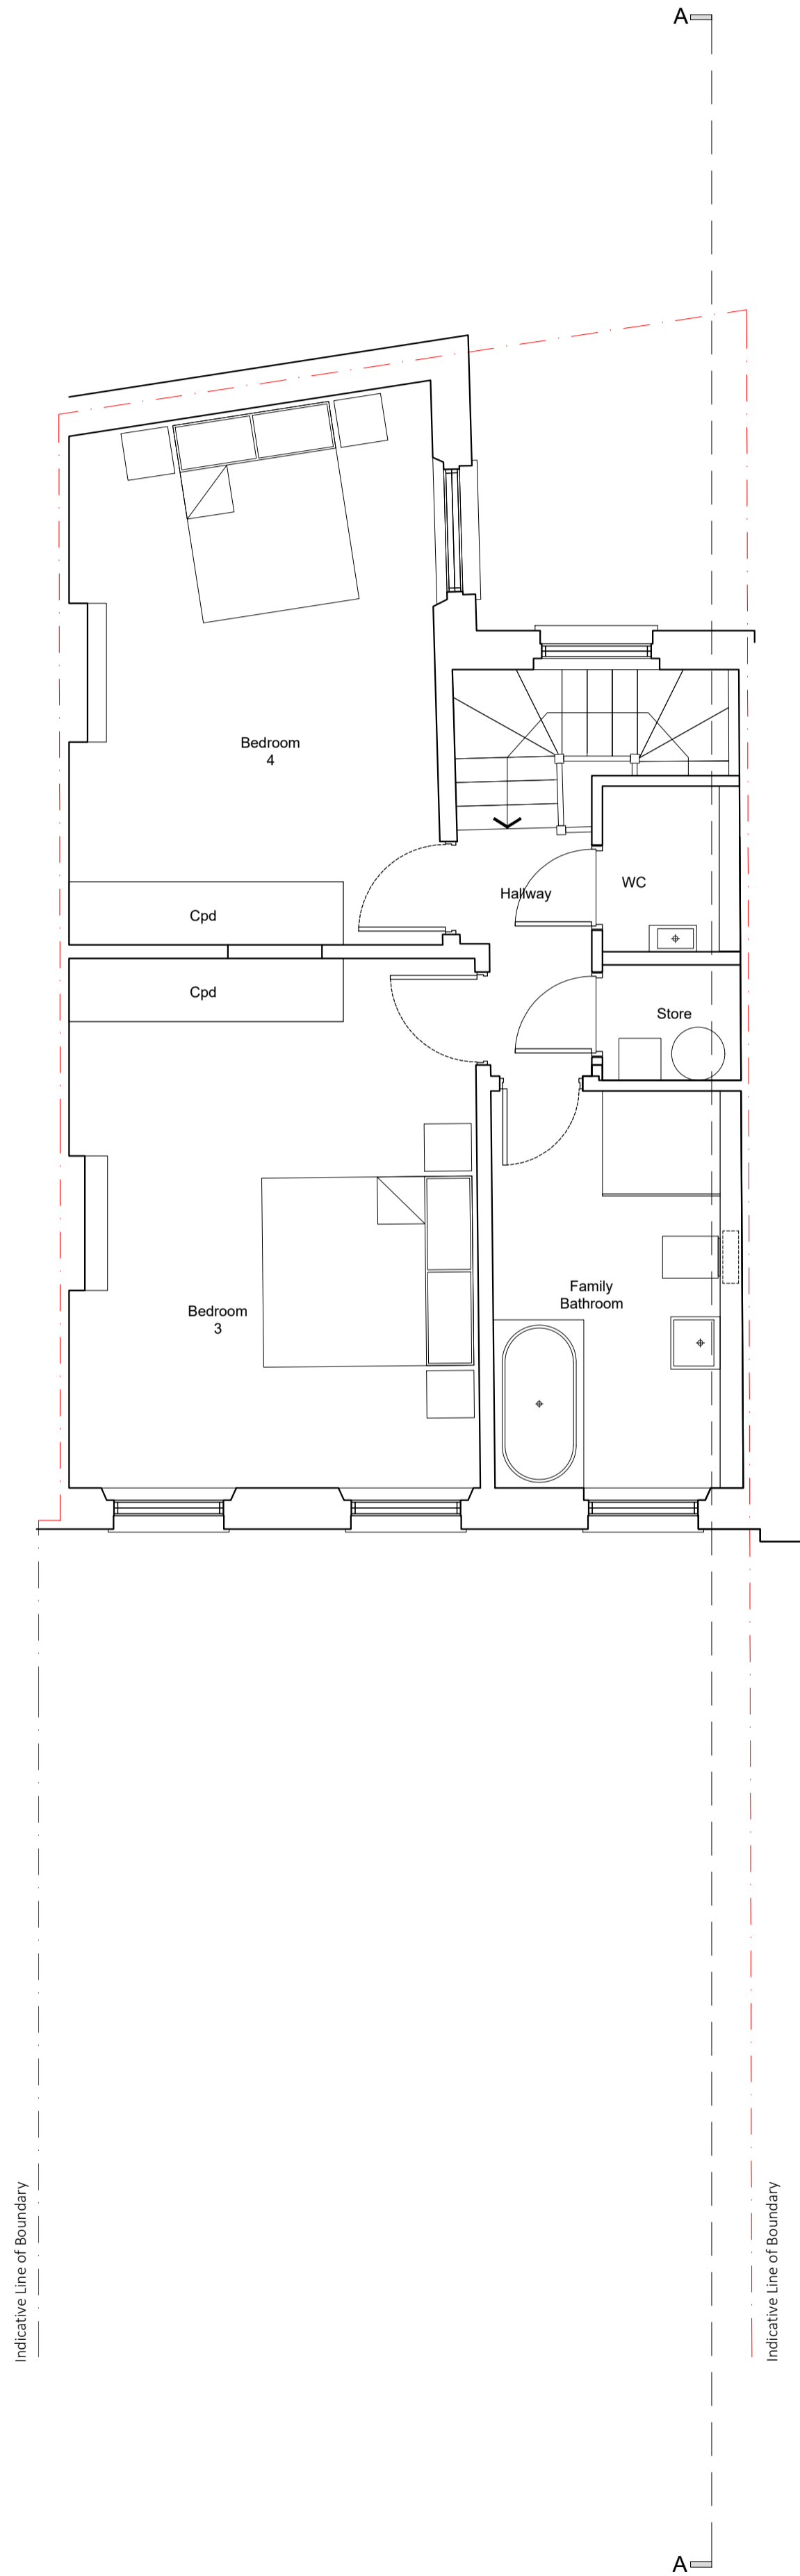 A
Bedroom
4
Cpd
Hallway
WC
Cpd
Store
Family
Bathroom
Bedroom
3
Indicative Line of Boundary
Indicative Line of Boundary
A